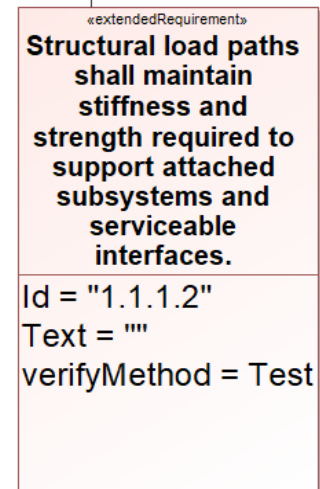 «extendedRequirement»
Structural load paths
shall maintain
stiffness and
strength required to
support attached
subsystems and
serviceable
interfaces.
Id = "1.1.1.2"
Text = ""
verifyMethod = Test